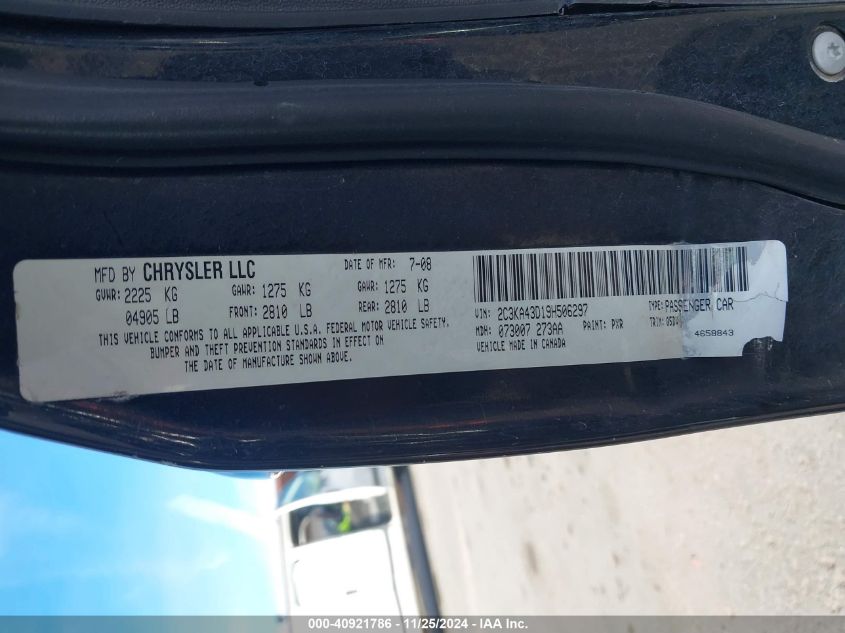 MFD BY CHRYSLER LLC DATE OF MFR: 7-08
GVWR: 2225 KG GAWR: 1275 KG GAWR: 1275 KG
04905 LB FRONT: 2810 LB REAR: 2810 LB
THIS VEHICLE CONFORMS TO ALL APPLICABLE U.S.A. FEDERAL MOTOR VEHICLE SAFETY,
BUMPER AND THEFT PREVENTION STANDARDS IN EFFECT ON
THE DATE OF MANUFACTURE SHOWN ABOVE.
VIN: 2C3KA43D19H506297 TYPE: PASSENGER CAR
MDH: 073007 273AA PAINT: PXR TRIM:
VEHICLE MADE IN CANADA 4658843
000-40921786 - 11/25/2024 - IAA Inc.